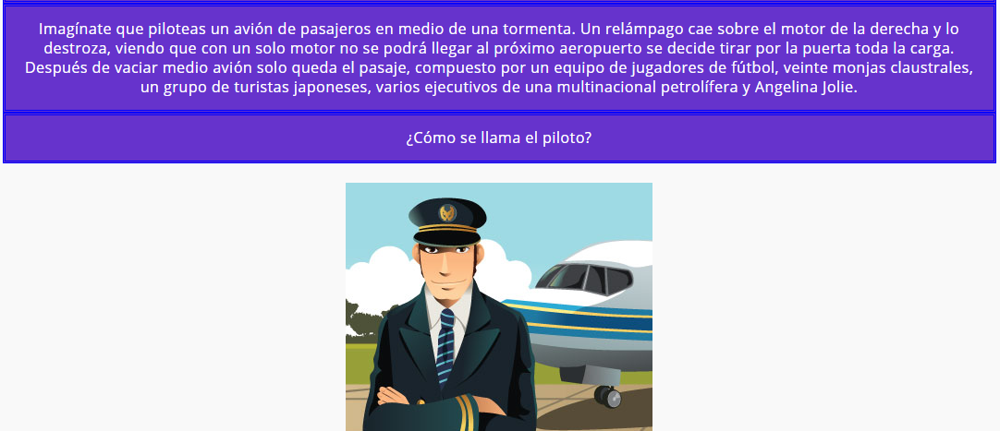 Imagínate que piloteas un avión de pasajeros en medio de una tormenta. Un relámpago cae sobre el motor de la derecha y lo
destroza, viendo que con un solo motor no se podrá llegar al próximo aeropuerto se decide tirar por la puerta toda la carga.
Después de vaciar medio avión solo queda el pasaje, compuesto por un equipo de jugadores de fútbol, veinte monjas claustrales,
un grupo de turistas japoneses, varios ejecutivos de una multinacional petrolífera y Angelina Jolie.
¿Cómo se llama el piloto?